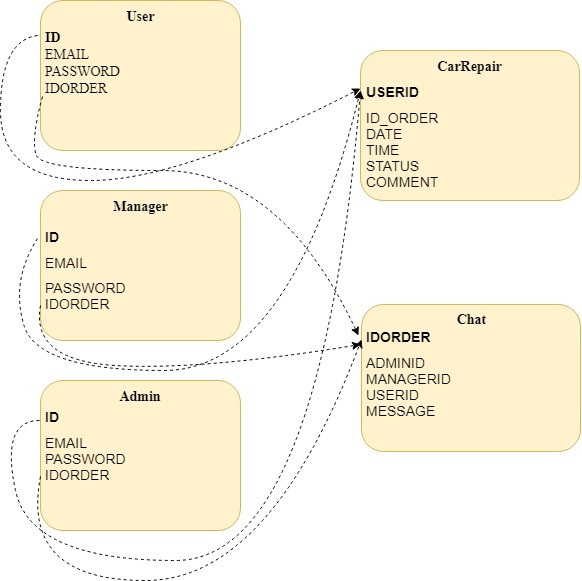 User
ID
EMAIL
PASSWORD
IDORDER
Manager
ID
EMAIL
PASSWORD
IDORDER
Admin
ID
EMAIL
PASSWORD
IDORDER
CarRepair
USERID
ID_ORDER
DATE
TIME
STATUS
COMMENT
Chat
IDORDER
ADMINID
MANAGERID
USERID
MESSAGE